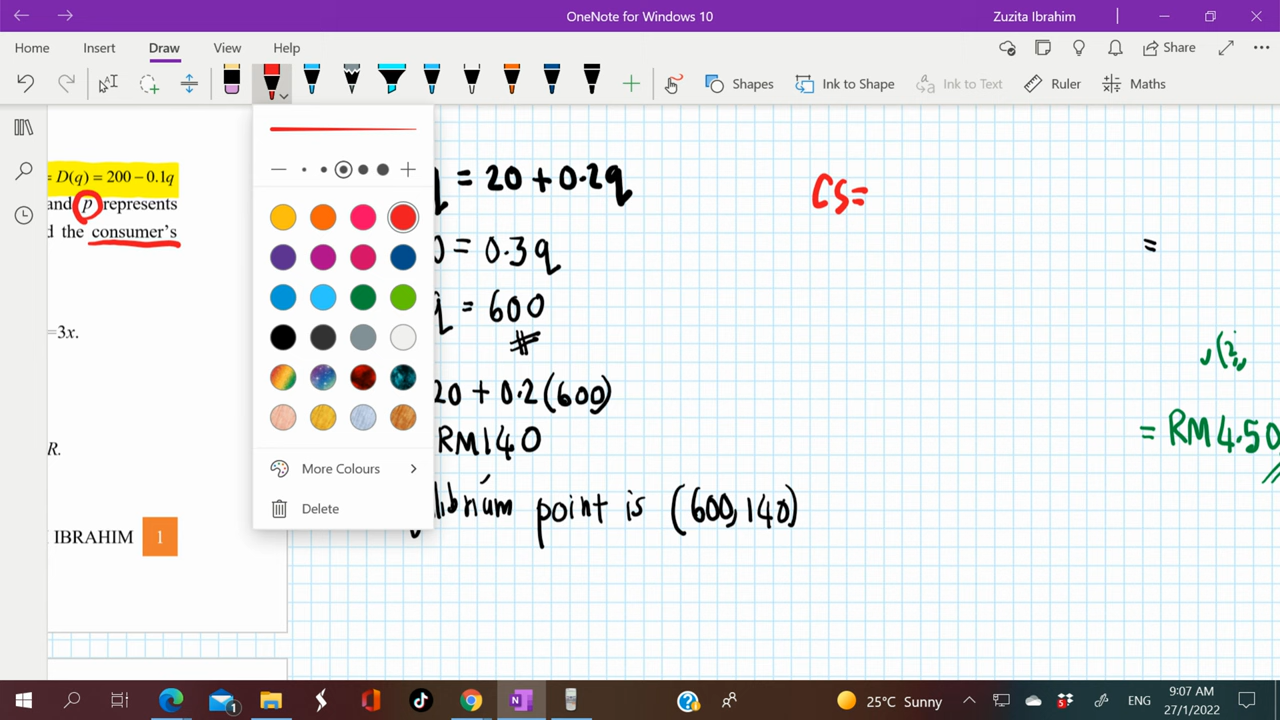 OneNote for Windows 10
Zuzita Ibrahim
Home Insert Draw View Help
Share
Shapes
Ink to Shape
Ink to Text
Ruler
Maths
= D(q) = 200 − 0.1q
and p represents
d the consumer's
=3x.
R.
IBRAHIM 1
More Colours
Delete
q = 20 + 0.2q
0 = 0.3q
q = 600
20 + 0.2(600)
RM140
librium point is (600, 140)
CS=
=
= RM4.50
25°C Sunny
ENG
9:07 AM
27/1/2022